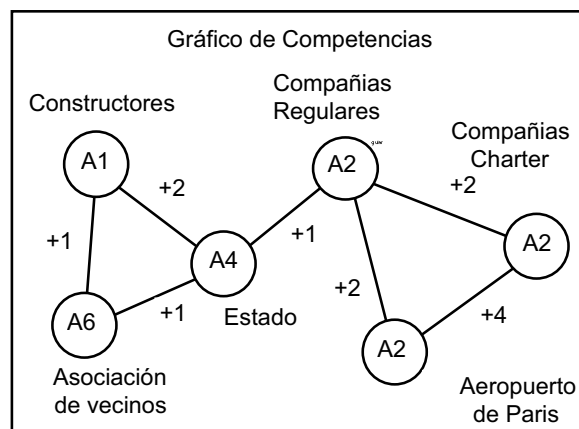 Gráfico de Competencias
Compañias
Regulares
Constructores
Compañias
Charter
A1
A2
+2
+2
+1
A4
+1
A2
+2
A6
+1
Estado
A2
+4
Asociación
de vecinos
Aeropuerto
de Paris